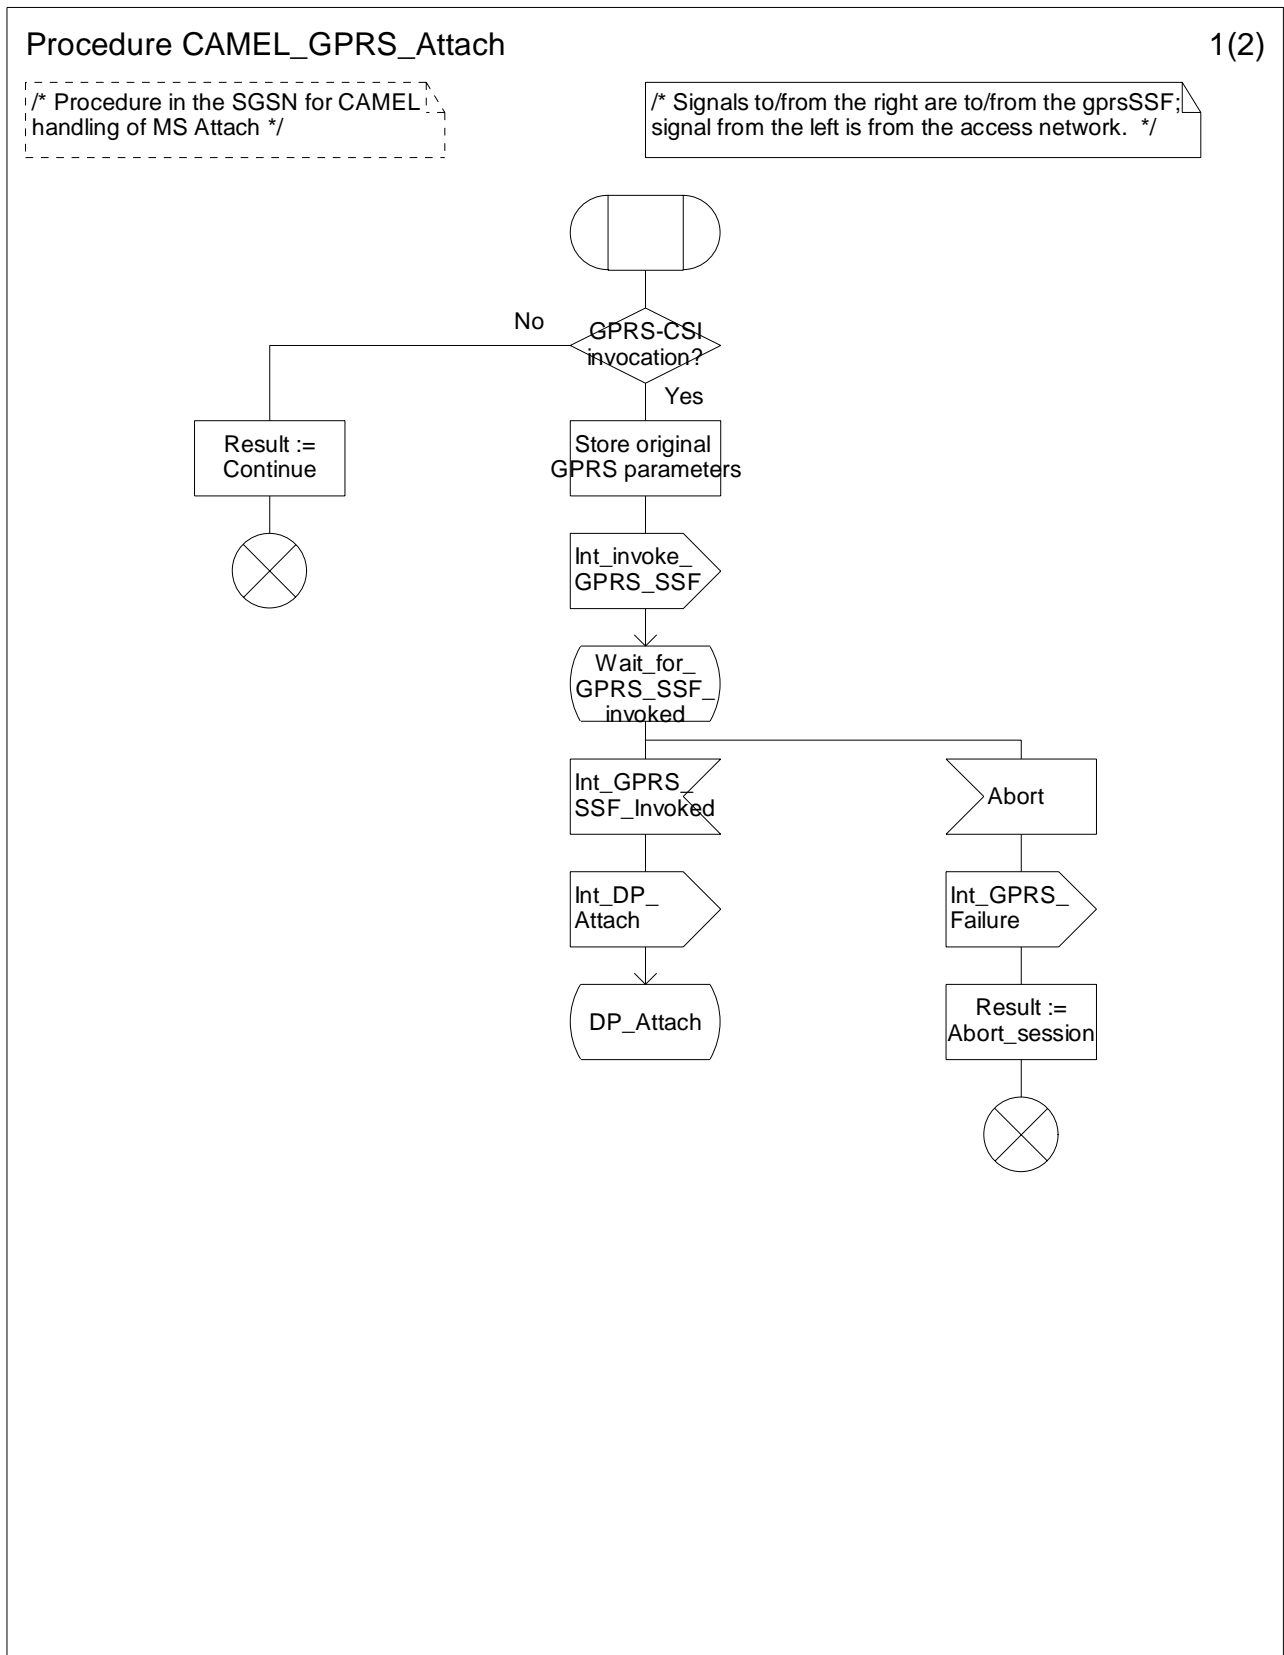 Procedure CAMEL_GPRS_Attach
1(2)
/* Procedure in the SGSN for CAMEL
handling of MS Attach */
/* Signals to/from the right are to/from the gprsSSF;
signal from the left is from the access network.  */
GPRS-CSI
invocation?
No
Yes
Result :=
Continue
Store original
GPRS parameters
Int_invoke_
GPRS_SSF
Wait_for_
GPRS_SSF_
invoked
Int_GPRS_
SSF_Invoked
Abort
Int_DP_
Attach
Int_GPRS_
Failure
DP_Attach
Result :=
Abort_session